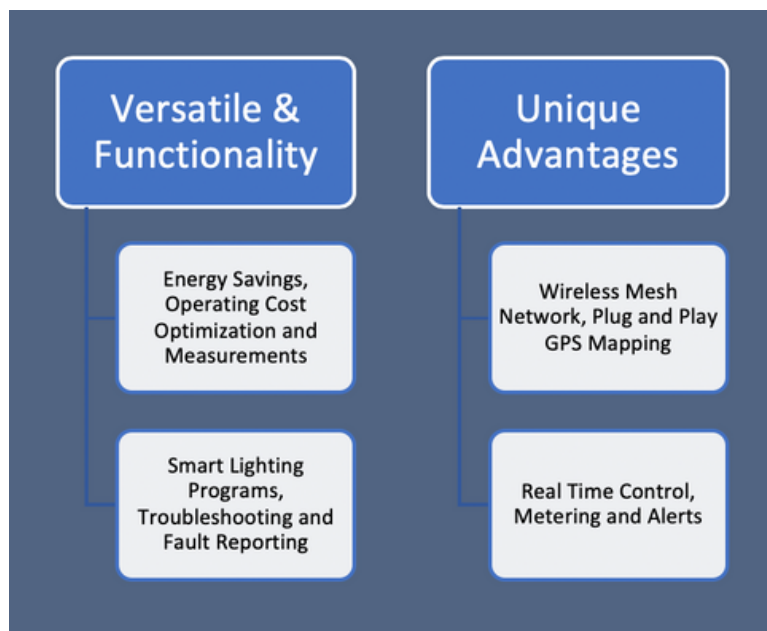 Versatile &
Functionality
Energy Savings,
Operating Cost
Optimization and
Measurements
Smart Lighting
Programs,
Troubleshooting and
Fault Reporting
Unique
Advantages
Wireless Mesh
Network, Plug and Play
GPS Mapping
Real Time Control,
Metering and Alerts